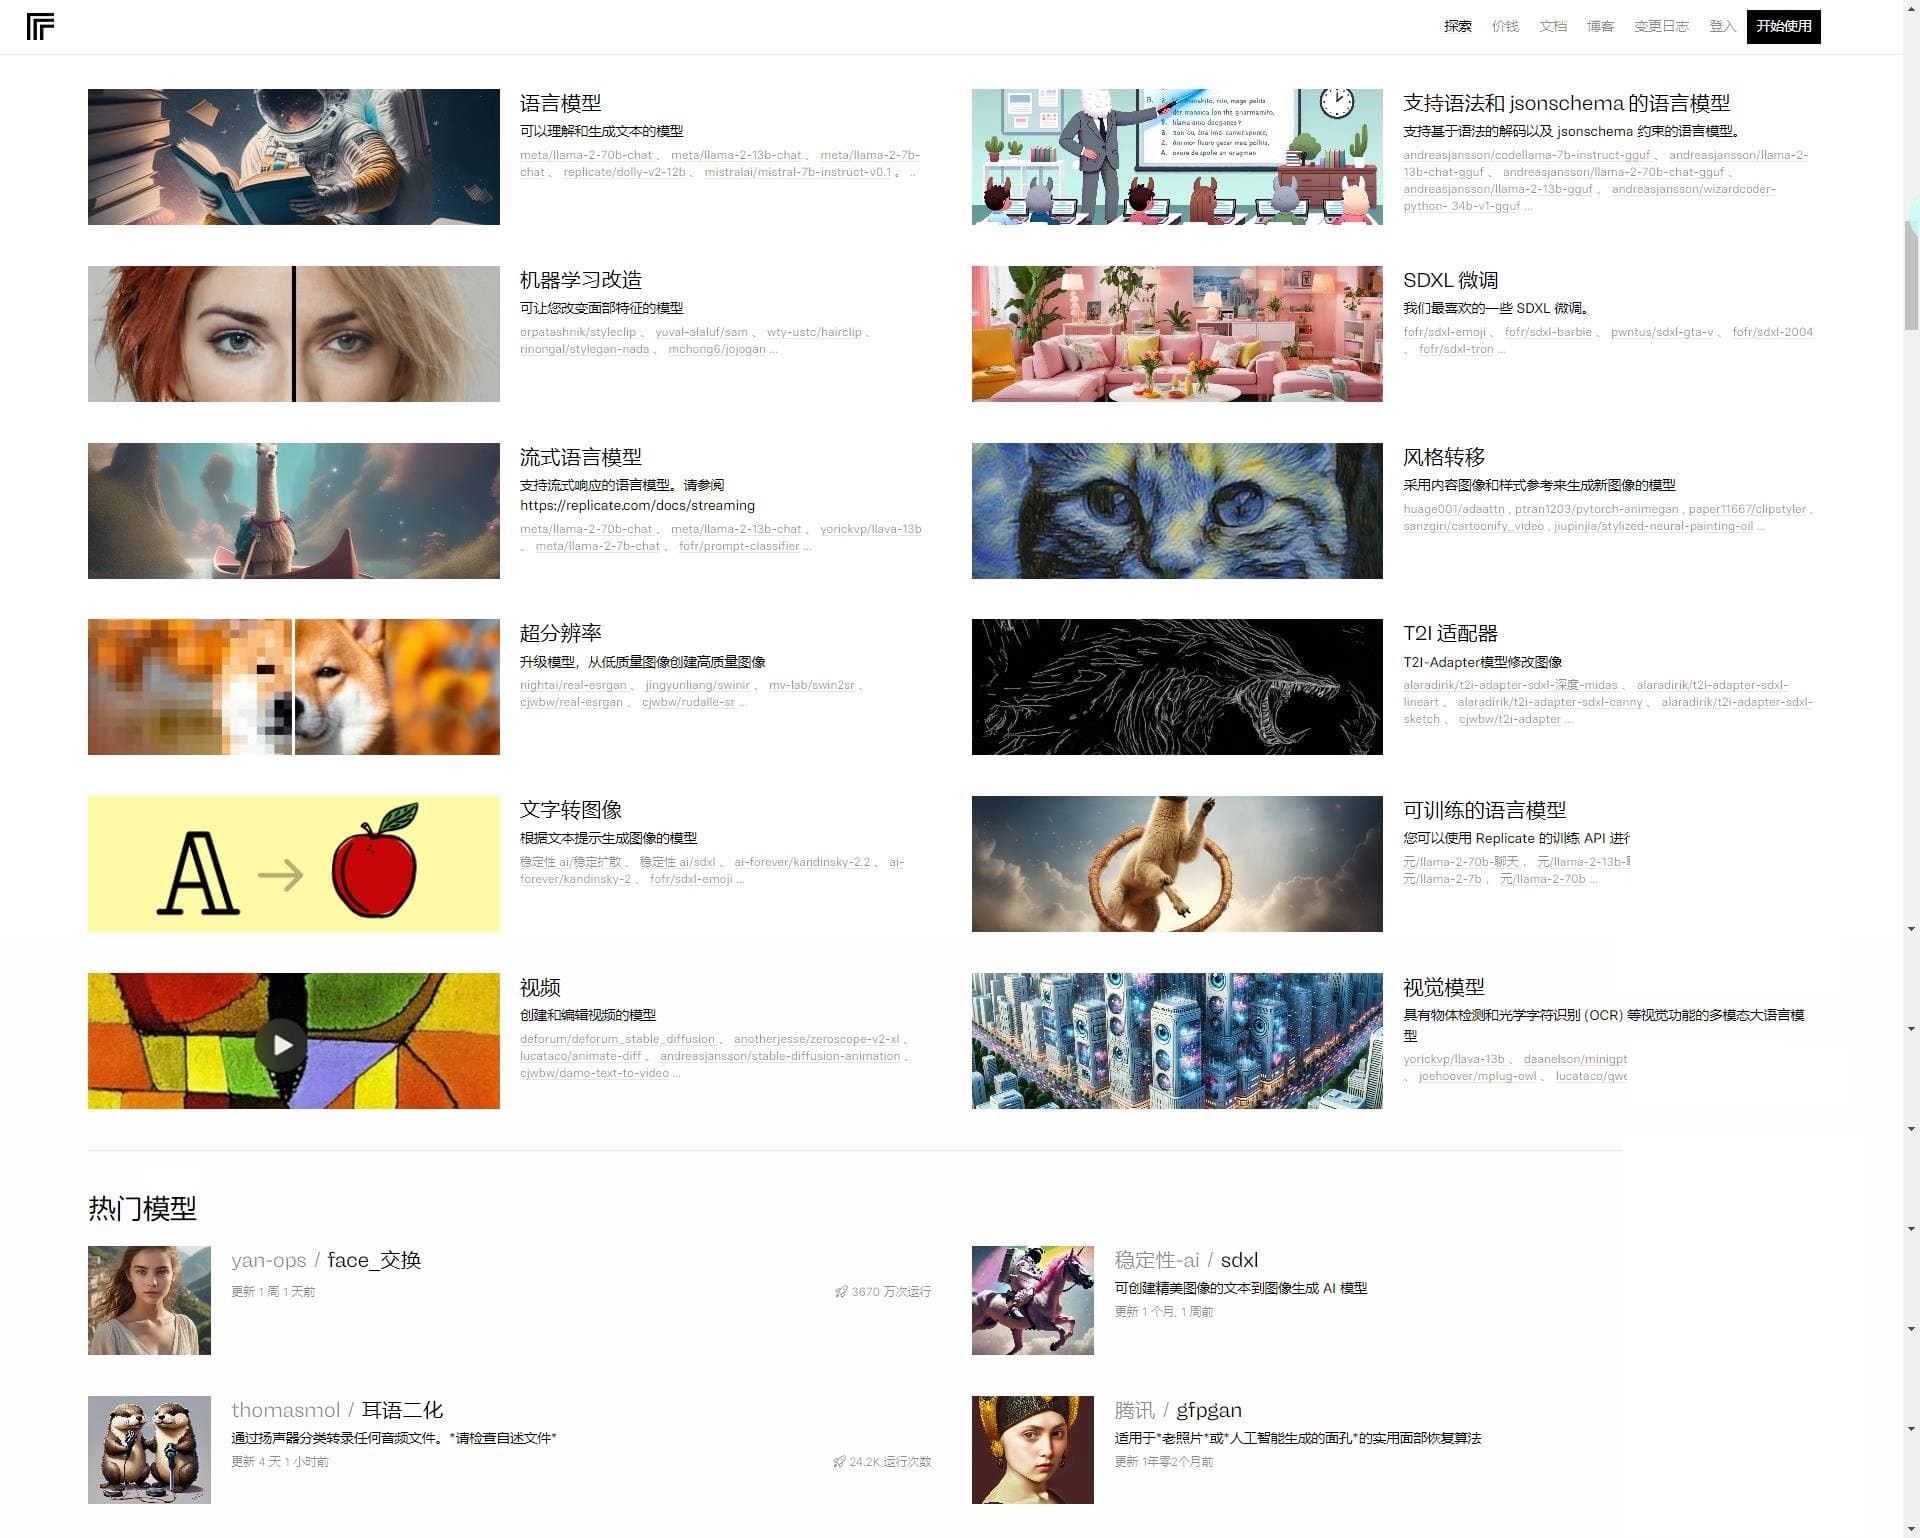 探索 价钱 文档 博客 变更日志 登入 开始使用
语言模型
可以理解和生成文本的模型
meta/llama-2-70b-chat 、 meta/llama-2-13b-chat 、 meta/llama-2-7b-
chat 、 replicate/dolly-v2-12b 、 mistralai/mistral-7b-instruct-v0.1 。 ..
支持语法和 jsonschema 的语言模型
支持基于语法的解码以及 jsonschema 约束的语言模型。
andreasjansson/codellama-7b-instruct-gguf 、 andreasjansson/llama-2-
13b-chat-gguf 、 andreasjansson/llama-2-70b-chat-gguf 、
andreasjansson/llama-2-13b-gguf 、 andreasjansson/wizardcoder-
python- 34b-v1-gguf ...
机器学习改造
可让您改变面部特征的模型
orpatashnik/styleclip 、 yuval-alaluf/sam 、 wty-ustc/hairclip 、
rinongal/stylegan-nada 、 mchong6/jojogan ...
SDXL 微调
我们最喜欢的一些 SDXL 微调。
fofr/sdxl-emoji 、 fofr/sdxl-barbie 、 pwntus/sdxl-gta-v 、 fofr/sdxl-2004
、 fofr/sdxl-tron ...
流式语言模型
支持流式响应的语言模型。请参阅
https://replicate.com/docs/streaming
meta/llama-2-70b-chat 、 meta/llama-2-13b-chat 、 yorickvp/llava-13b
、 meta/llama-2-7b-chat 、 fofr/prompt-classifier ...
风格转移
采用内容图像和样式参考来生成新图像的模型
huage001/adaattn , ptran1203/pytorch-animegan , paper11667/clipstyler ,
sanzgiri/cartoonify_video , jiupinjia/stylized-neural-painting-oil ...
超分辨率
升级模型，从低质量图像创建高质量图像
nightai/real-esrgan 、 jingyunliang/swinir 、 mv-lab/swin2sr 、
cjwbw/real-esrgan 、 cjwbw/rudalle-sr ...
T2I 适配器
T2I-Adapter模型修改图像
alaradirik/t2i-adapter-sdxl-深度-midas 、 alaradirik/t2i-adapter-sdxl-
lineart 、 alaradirik/t2i-adapter-sdxl-canny 、 alaradirik/t2i-adapter-sdxl-
sketch 、 cjwbw/t2i-adapter ...
A
文字转图像
根据文本提示生成图像的模型
稳定性 ai/稳定扩散 、 稳定性 ai/sdxl 、 ai-forever/kandinsky-2.2 、 ai-
forever/kandinsky-2 、 fofr/sdxl-emoji ...
可训练的语言模型
您可以使用 Replicate 的训练 API 进行
元/llama-2-70b-聊天 , 元/llama-2-13b-
元/llama-2-7b , 元/llama-2-70b ...
视频
创建和编辑视频的模型
deforum/deforum_stable_diffusion 、 anotherjesse/zeroscope-v2-xl 、
lucataco/animate-diff 、 andreasjansson/stable-diffusion-animation 、
cjwbw/damo-text-to-video ...
视觉模型
具有物体检测和光学字符识别 (OCR) 等视觉功能的多模态大语言模
型
yorickvp/llava-13b 、 daanelson/minigpt
、 joehoover/mplug-owl 、 lucataco/qwe
热门模型
yan-ops / face_交换
更新 1 周 1 天前
3670 万次运行
稳定性-ai / sdxl
可创建精美图像的文本到图像生成 AI 模型
更新 1 个月, 1 周前
thomasmol / 耳语二化
通过扬声器分类转录任何音频文件。*请检查自述文件*
更新 4 天 1 小时前
24.2K 运行次数
腾讯 / gfpgan
适用于*老照片*或*人工智能生成的面孔*的实用面部恢复算法
更新 1年零2个月前